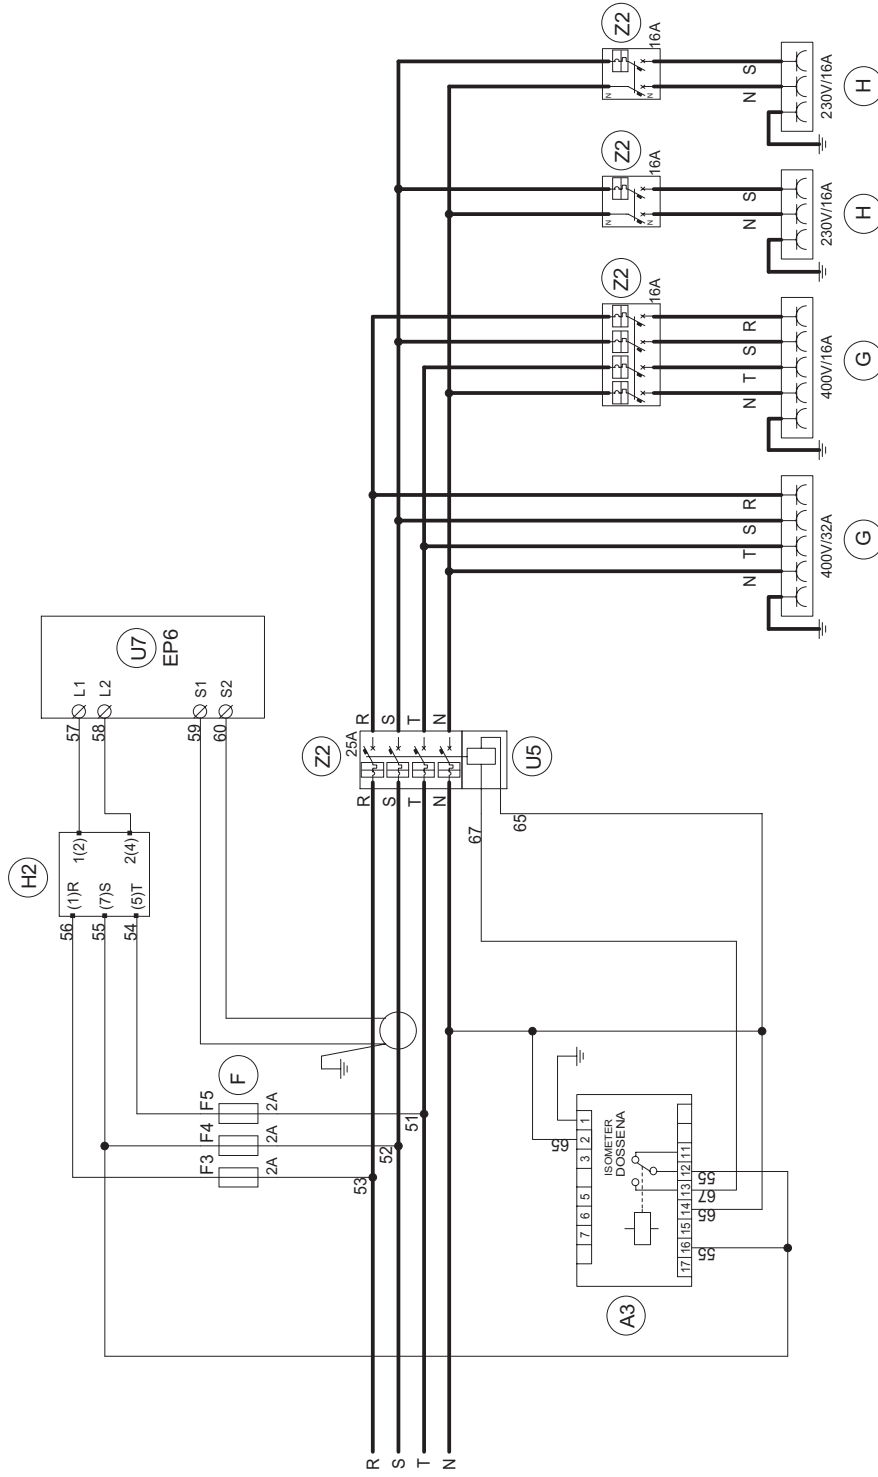 Z2
16A
N
N
N
S
230V/16A
H
Z2
16A
N
N
N
S
230V/16A
H
Z2
16A
N
T
S
R
400V/16A
G
N
T
S
R
400V/32A
G
U7
EP6
L1
L2
S1
S2
57
58
59
60
H2
1(2)
2(4)
(1)R
(7)S
(5)T
56
55
54
Z2
25A
R
S
T
N
R
S
T
N
U5
67
65
F
F5
F4
F3
2A
2A
2A
51
52
53
A3
ISOMETER
DOSSENA
1
2
3
5
6
7
65
11
12
13
14
15
16
17
55
67
65
55
R
S
T
N